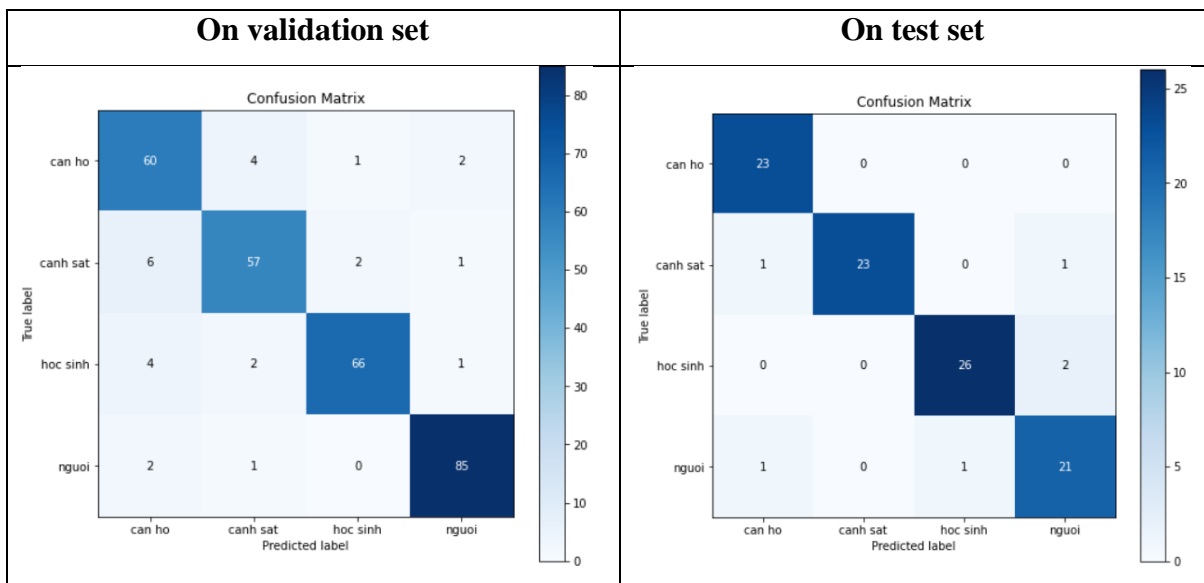 On validation set
On test set
Confusion Matrix
True label
can ho
60 4 1 2
canh sat
6 57 2 1
hoc sinh
4 2 66 1
nguoi
2 1 0 85
can ho canh sat hoc sinh nguoi
Predicted label
80
70
60
50
40
30
20
10
0
Confusion Matrix
True label
can ho
23 0 0 0
canh sat
1 23 0 1
hoc sinh
0 0 26 2
nguoi
1 0 1 21
can ho canh sat hoc sinh nguoi
Predicted label
25
20
15
10
5
0